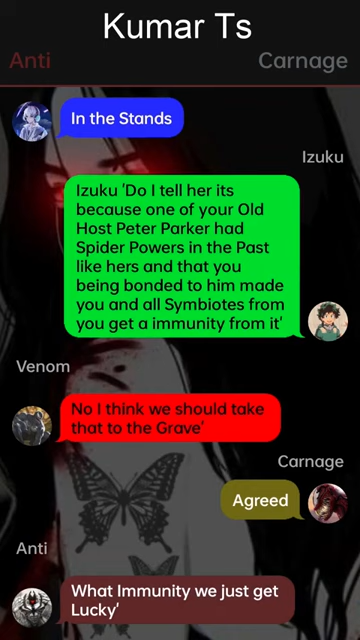 Kumar Ts
Anti
Carnage
In the Stands
Izuku
Izuku 'Do I tell her its
because one of your Old
Host Peter Parker had
Spider Powers in the Past
like hers and that you
being bonded to him made
you and all Symbiotes from
you get a immunity from it'
Venom
No I think we should take
that to the Grave'
Carnage
Agreed
Anti
What Immunity we just get
Lucky'